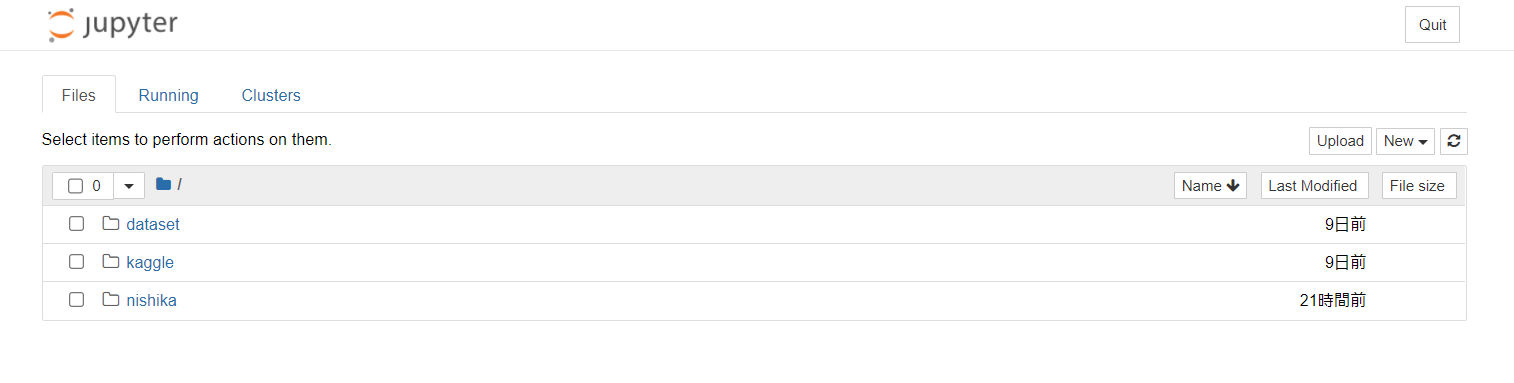 jupyter Quit
Files Running Clusters
Select items to perform actions on them. Upload New
0 / Name Last Modified File size
dataset 9日前
kaggle 9日前
nishika 21時間前